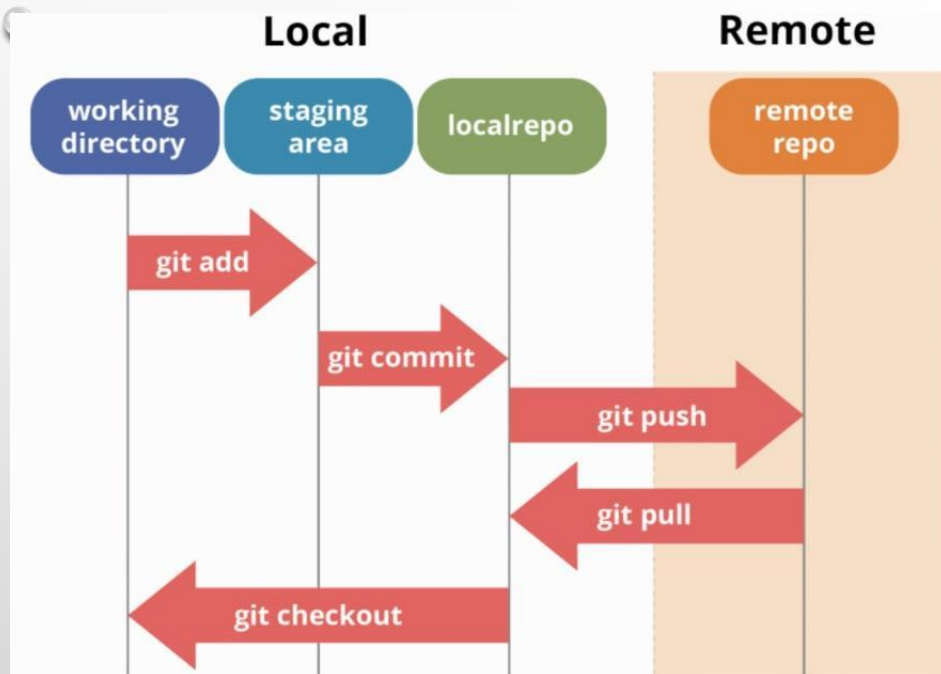 Local
Remote
working
directory
staging
area
localrepo
remote
repo
git add
git commit
git push
git pull
git checkout